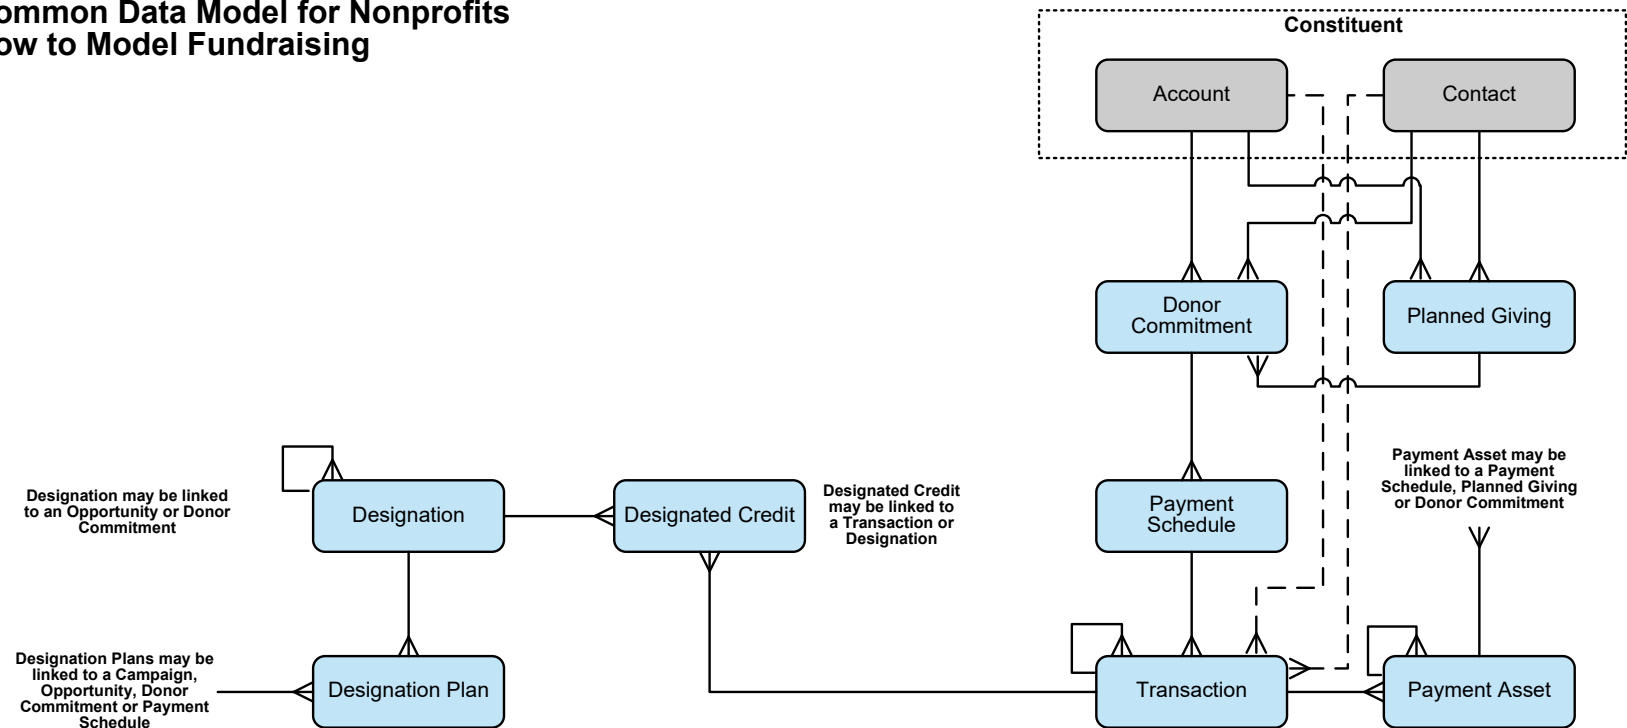 ommon Data Model for Nonprofits
ow to Model Fundraising
Constituent
Account
Contact
Donor
Commitment
Planned Giving
Designation may be linked
to an Opportunity or Donor
Commitment
Designation
Designated Credit
Designated Credit
may be linked to
a Transaction or
Designation
Payment
Schedule
Payment Asset may be
linked to a Payment
Schedule, Planned Giving
or Donor Commitment
Designation Plans may be
linked to a Campaign,
Opportunity, Donor
Commitment or Payment
Schedule
Designation Plan
Transaction
Payment Asset